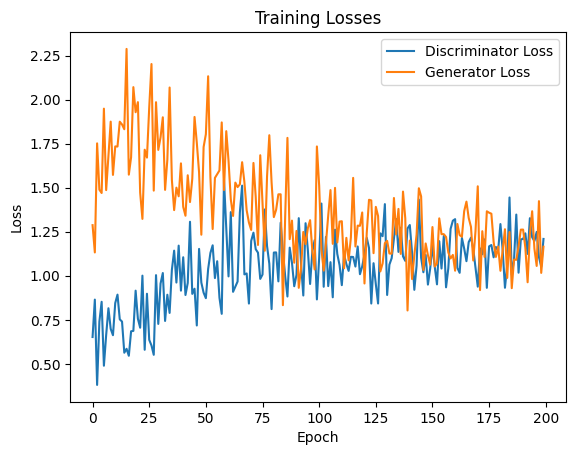 Training Losses
Discriminator Loss
Generator Loss
2.25
2.00
1.75
1.50
1.25
1.00
0.75
0.50
Loss
0 25 50 75 100 125 150 175 200
Epoch